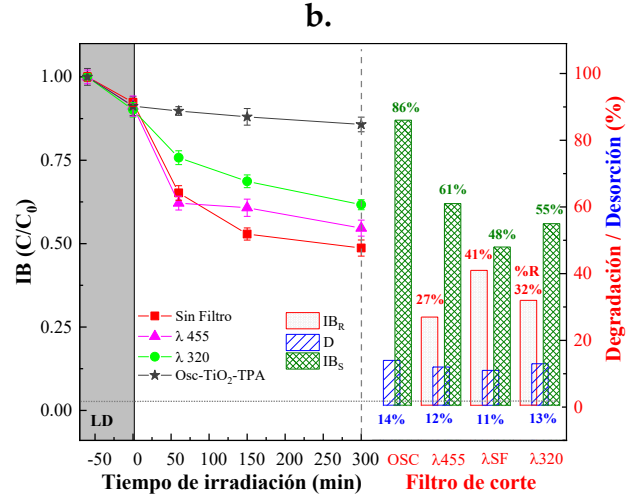 b.
IB (C/C₀)
1.00
0.75
0.50
0.25
0.00
LD
Sin Filtro
λ 455
λ 320
Osc-TiO₂-TPA
IB_R
D
IB_S
-50 0 50 100 150 200 250 300
Tiempo de irradiación (min)
86%
61%
48%
55%
27%
41%
%R
32%
14%
12%
11%
13%
OSC λ455 λSF λ320
Filtro de corte
100
80
60
40
20
0
Degradación / Desorción (%)